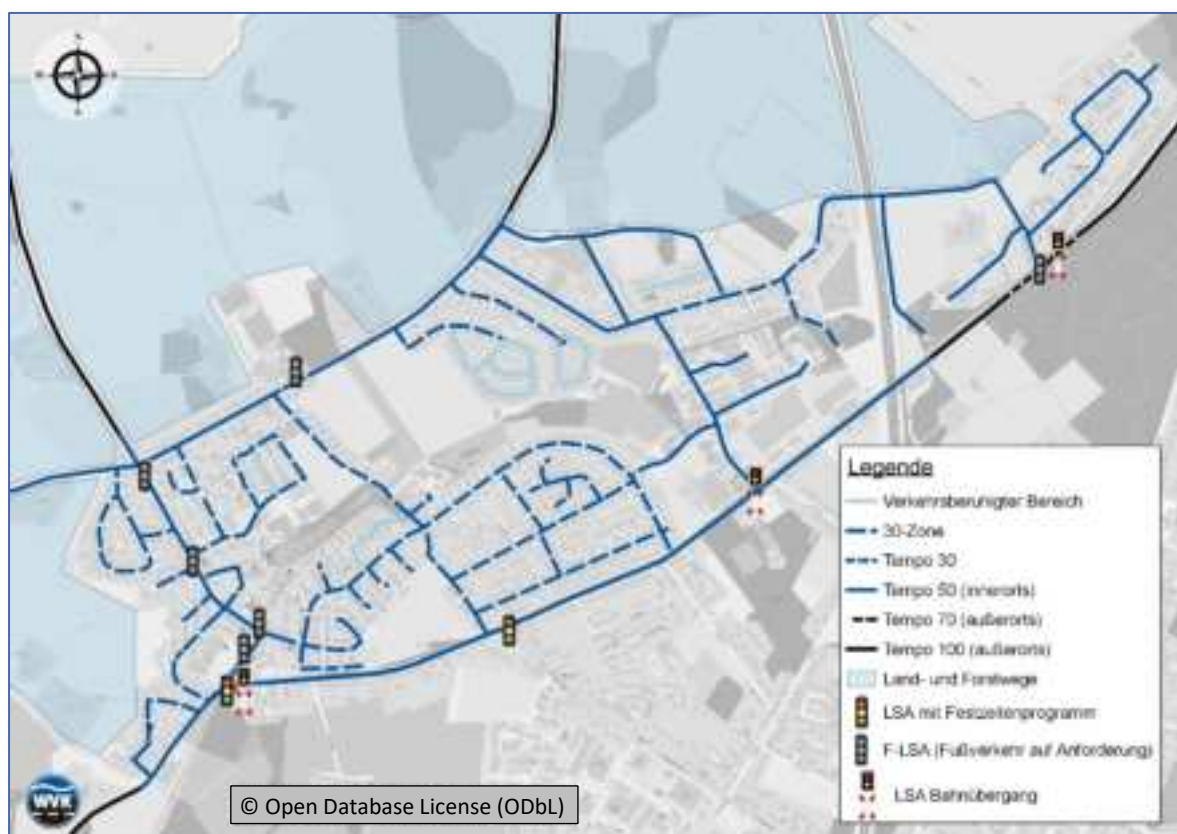 Legende
Verkehrsberuhigter Bereich
30-Zone
Tempo 30
Tempo 50 (innerorts)
Tempo 70 (außerorts)
Tempo 100 (außerorts)
Land- und Forstwege
LSA mit Festzeitenprogramm
F-LSA (Fußverkehr auf Anforderung)
LSA Bahnübergang
WVK
© Open Database License (ODbL)